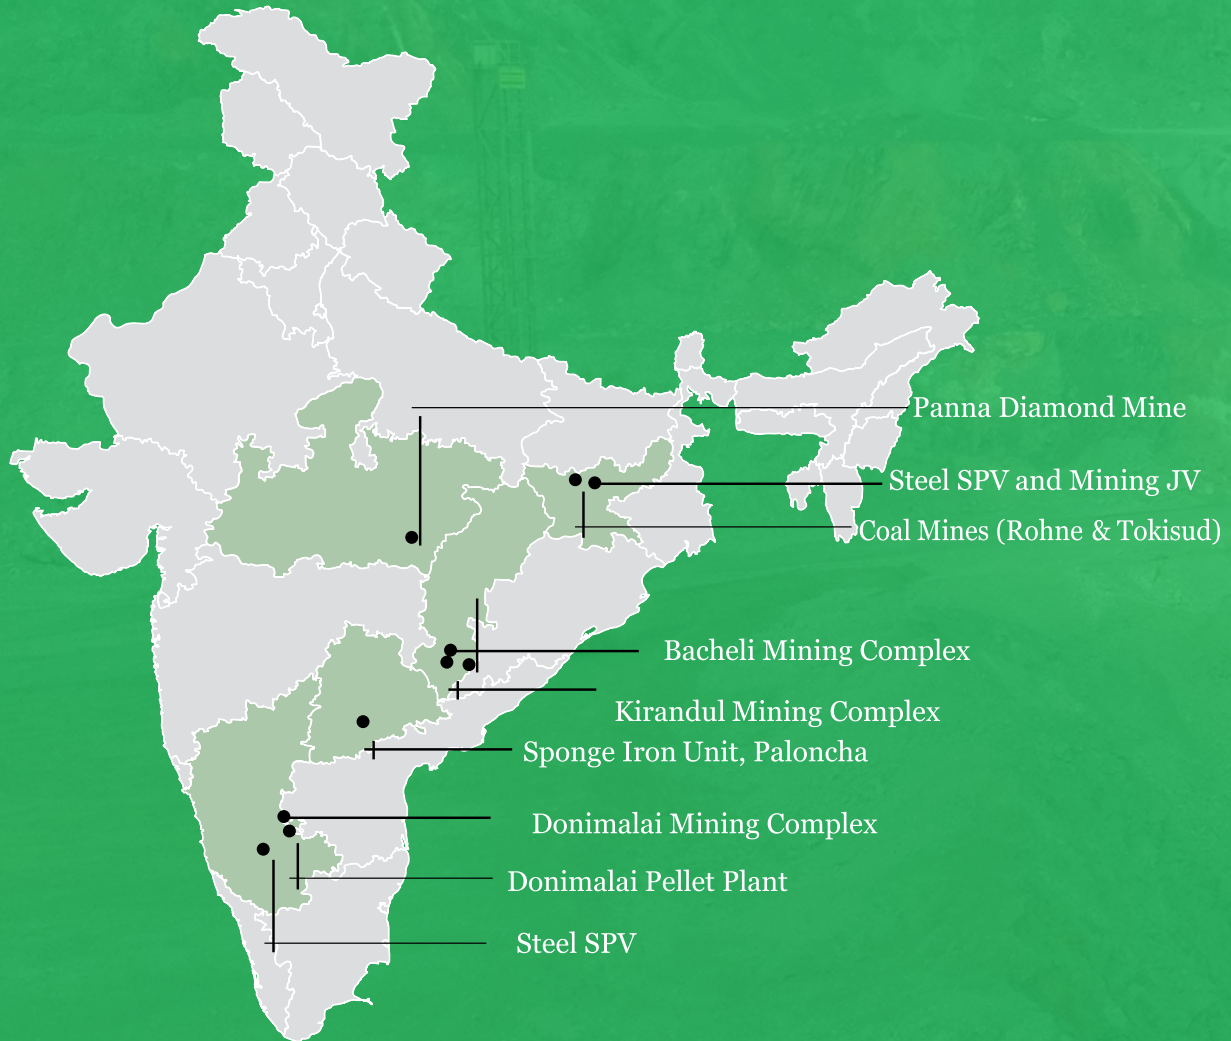 Panna Diamond Mine
Steel SPV and Mining JV
Coal Mines (Rohne & Tokisud)
Bacheli Mining Complex
Kirandul Mining Complex
Sponge Iron Unit, Paloncha
Donimalai Mining Complex
Donimalai Pellet Plant
Steel SPV